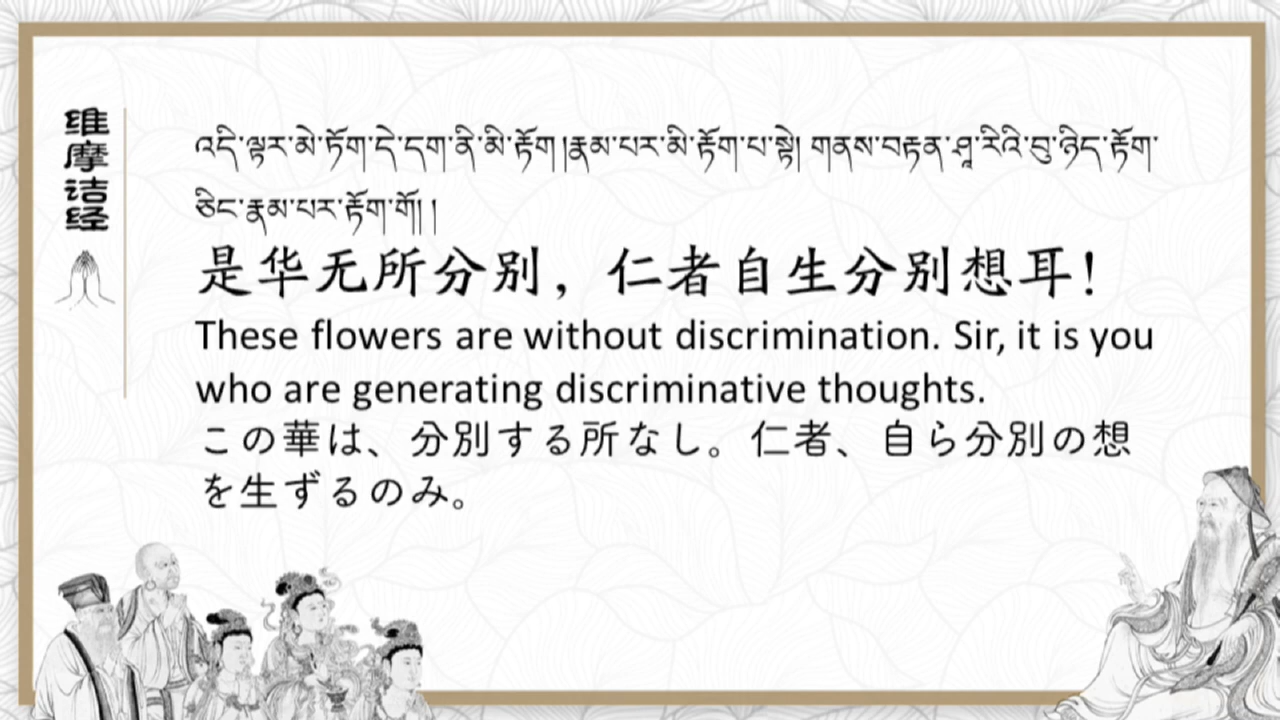 维摩诘经
འདི་ལྟར་མེ་ཏོག་དེ་དག་ནི་མི་རྟོག །རྣམ་པར་མི་རྟོག་པ་སྟེ། གནས་བརྟན་ཤཱ་རིའི་བུ་ཉིད་རྟོག་
ཅིང་རྣམ་པར་རྟོག་གོ། །
是华无所分别，仁者自生分别想耳！
These flowers are without discrimination. Sir, it is you
who are generating discriminative thoughts.
この華は、分別する所なし。仁者、自ら分別の想
を生ずるのみ。